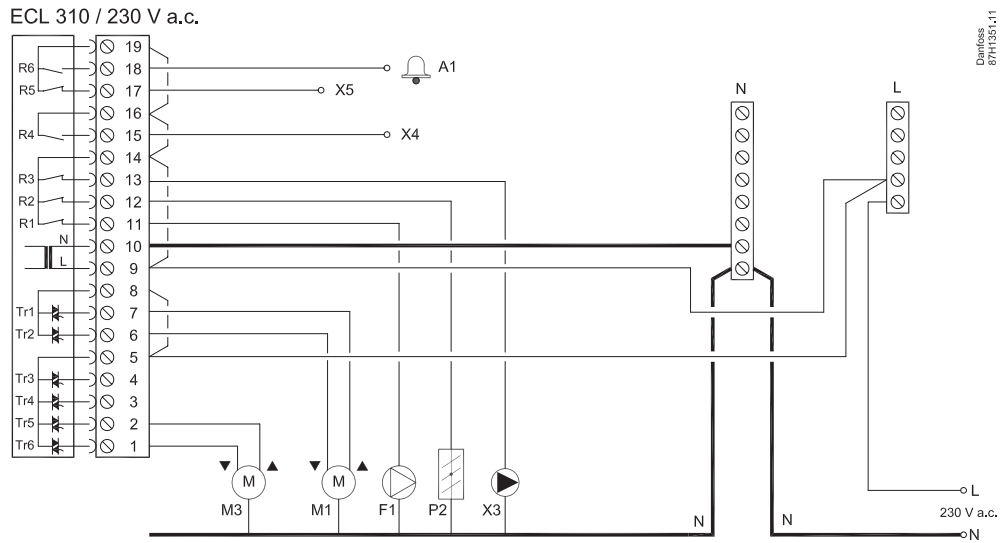 ECL 310 / 230 V a.c.
Danfoss
87H1351.11
19
R6 18 A1
R5 17 X5
16
R4 15 X4
14
R3 13
R2 12
R1 11
N 10
L 9
8
Tr1 7
Tr2 6
5
Tr3 4
Tr4 3
Tr5 2
Tr6 1
N L
M M
M3 M1 F1 P2 X3
L
230 V a.c.
N N N